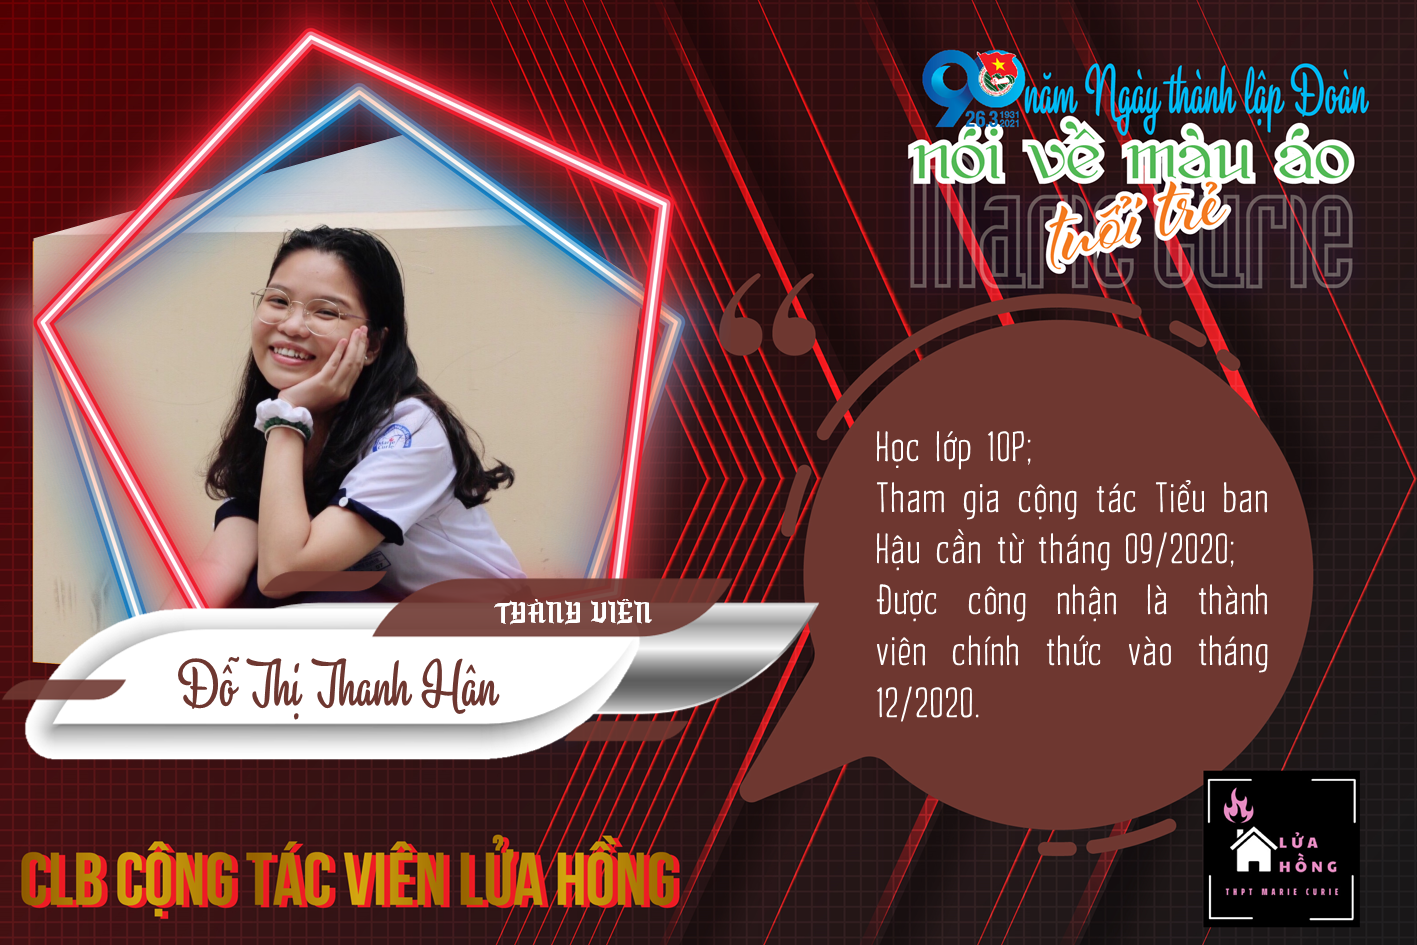 90 năm Ngày thành lập Đoàn
26.3 1931 2021
nói về màu áo
tuổi trẻ
Marie Curie
Học lớp 10P;
Tham gia cộng tác Tiểu ban
Hậu cần từ tháng 09/2020;
Được công nhận là thành
viên chính thức vào tháng
12/2020.
THÀNH VIÊN
Đỗ Thị Thanh Hân
CLB CỘNG TÁC VIÊN LỬA HỒNG
LỬA
HỒNG
THPT MARIE CURIE